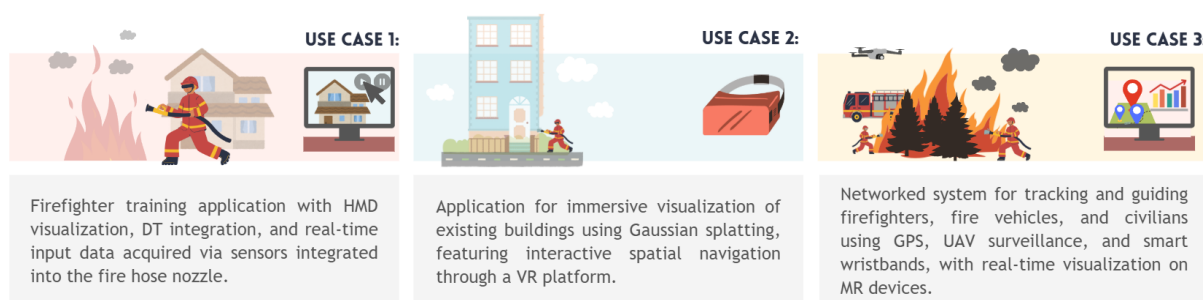 USE CASE 1:
Firefighter training application with HMD
visualization, DT integration, and real-time
input data acquired via sensors integrated
into the fire hose nozzle.
USE CASE 2:
Application for immersive visualization of
existing buildings using Gaussian splatting,
featuring interactive spatial navigation
through a VR platform.
USE CASE 3
Networked system for tracking and guiding
firefighters, fire vehicles, and civilians
using GPS, UAV surveillance, and smart
wristbands, with real-time visualization on
MR devices.